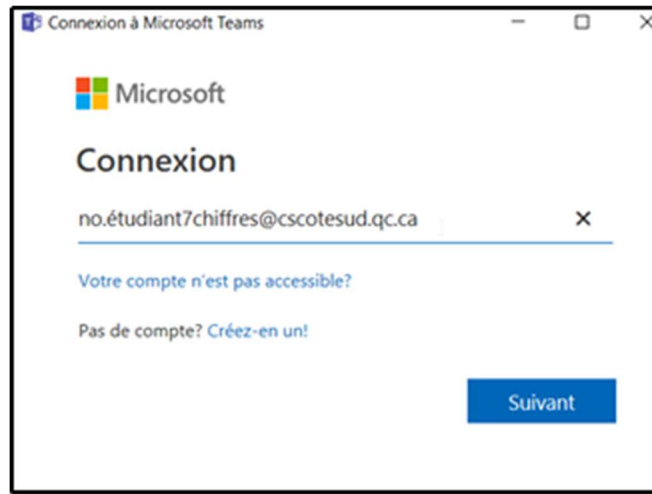 Connexion à Microsoft Teams
Microsoft
Connexion
no.étudiant7chiffres@cscotesud.qc.ca
Votre compte n'est pas accessible?
Pas de compte? Créez-en un!
Suivant